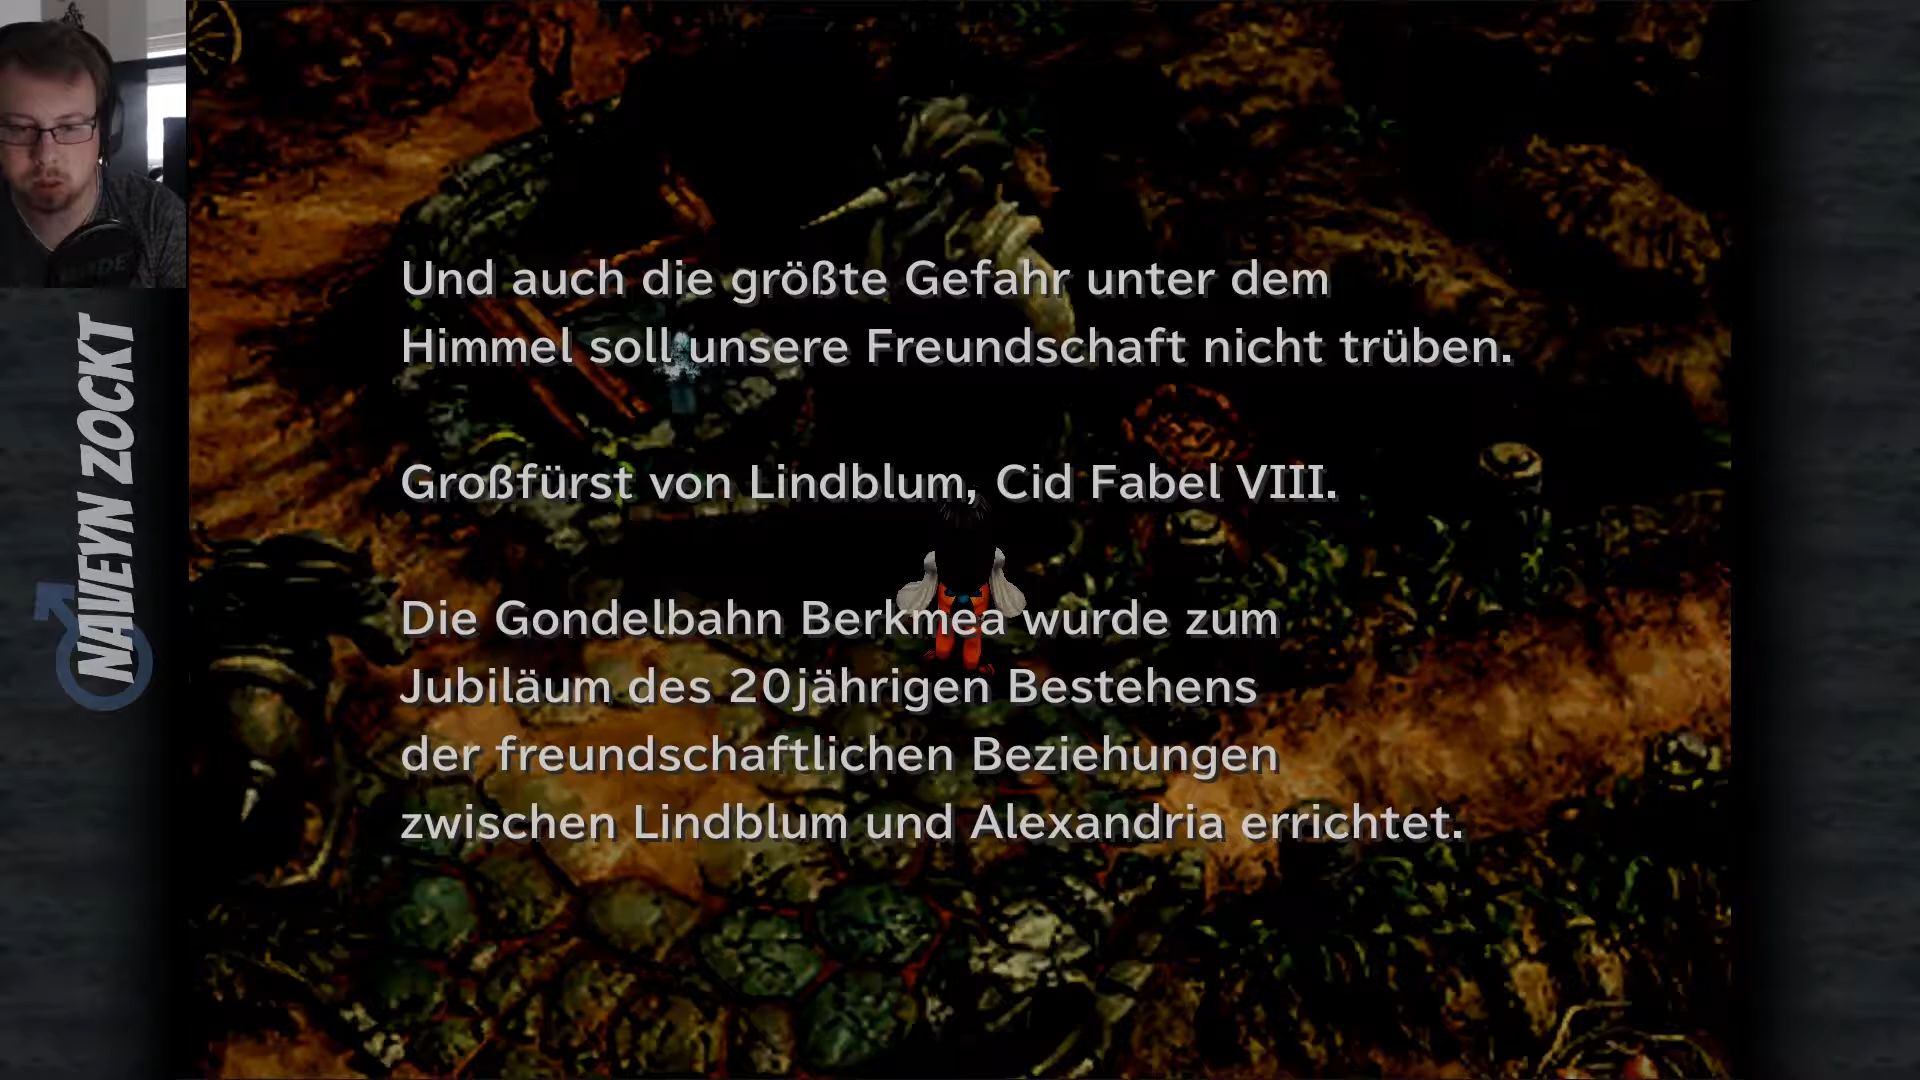 Und auch die größte Gefahr unter dem
Himmel soll unsere Freundschaft nicht trüben.
Großfürst von Lindblum, Cid Fabel VIII.
Die Gondelbahn Berkmea wurde zum
Jubiläum des 20jährigen Bestehens
der freundschaftlichen Beziehungen
zwischen Lindblum und Alexandria errichtet.
NAVEYN ZOCKT